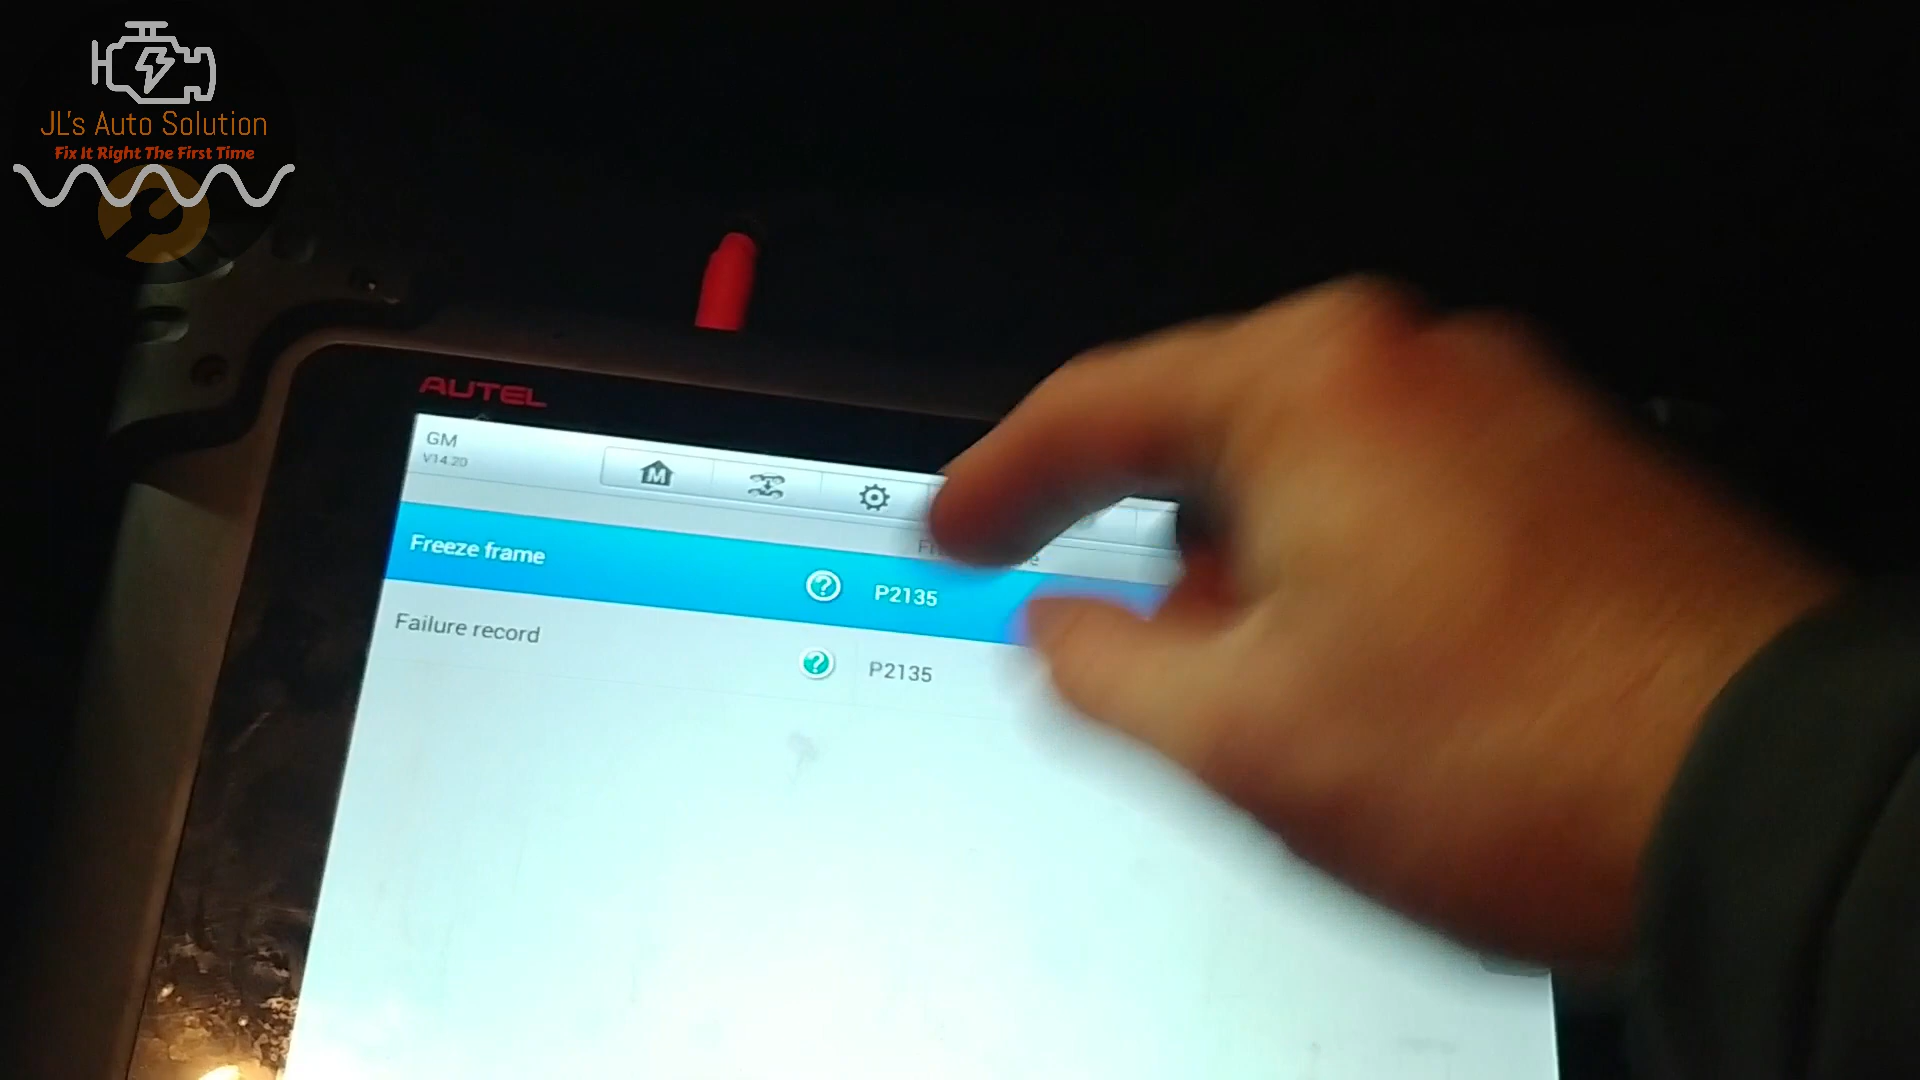 JL's Auto Solution
Fix It Right The First Time
AUTEL
GM
V14.20
M
Freeze frame
P2135
Failure record
P2135